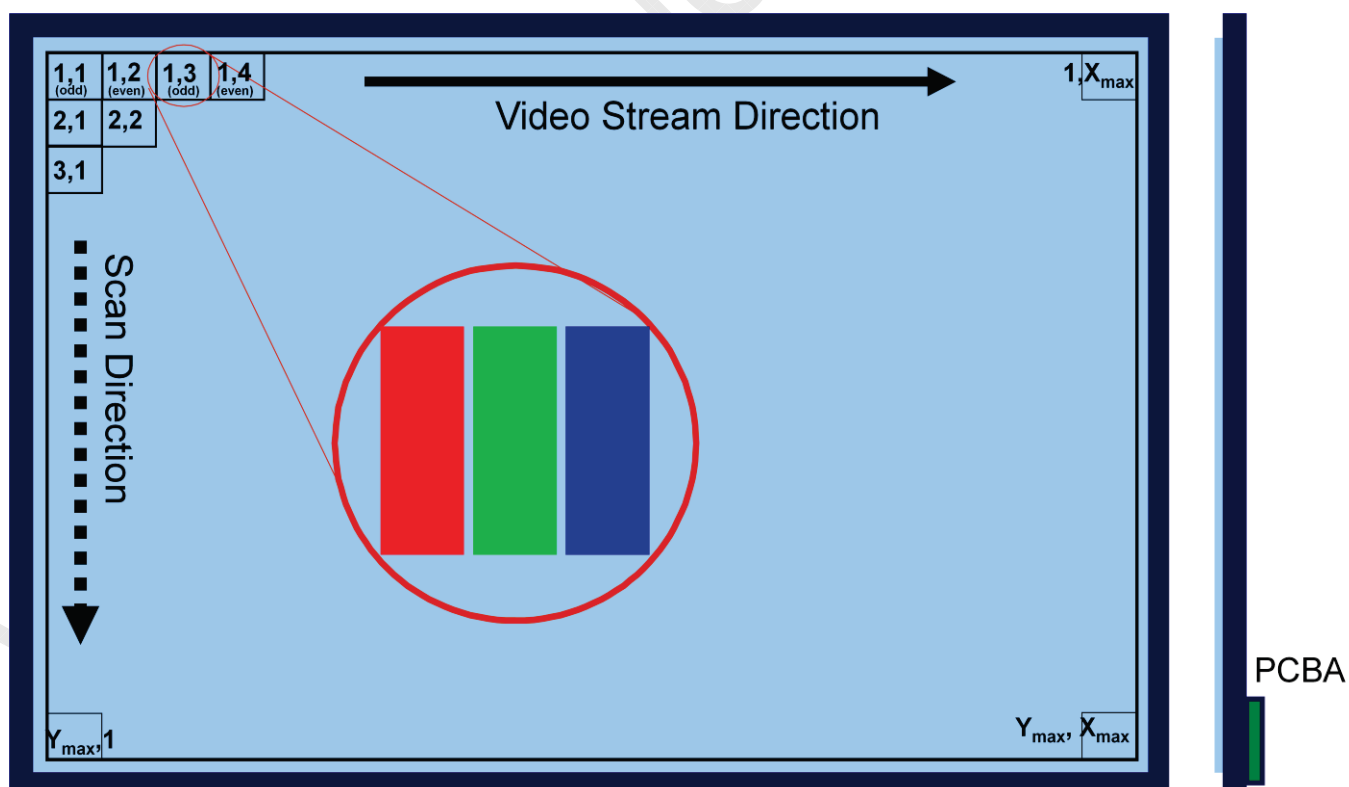 1,1 1,2 1,3 1,4 1,Xmax
(odd) (even) (odd) (even)
Video Stream Direction
2,1 2,2
3,1
Scan Direction
PCBA
Ymax,1 Ymax, Xmax